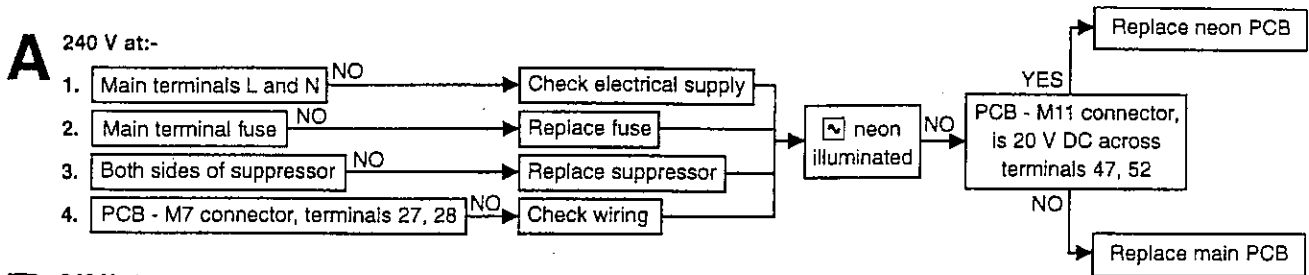 A
240 V at:-
1. Main terminals L and N NO Check electrical supply
2. Main terminal fuse NO Replace fuse
3. Both sides of suppressor NO Replace suppressor
4. PCB - M7 connector, terminals 27, 28 NO Check wiring
~ neon
illuminated
NO
PCB - M11 connector,
is 20 V DC across
terminals 47, 52
YES
Replace neon PCB
NO
Replace main PCB